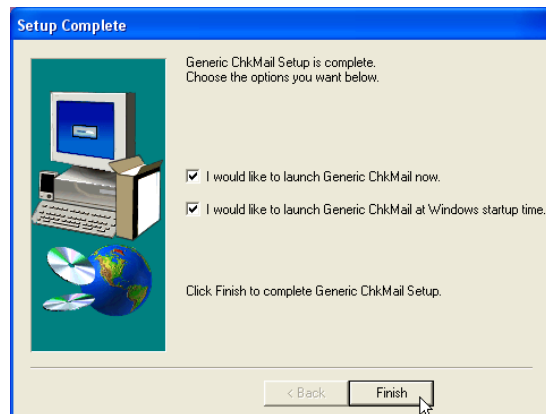 Setup Complete
Generic ChkMail Setup is complete.
Choose the options you want below.
I would like to launch Generic ChkMail now.
I would like to launch Generic ChkMail at Windows startup time.
Click Finish to complete Generic ChkMail Setup.
< Back Finish